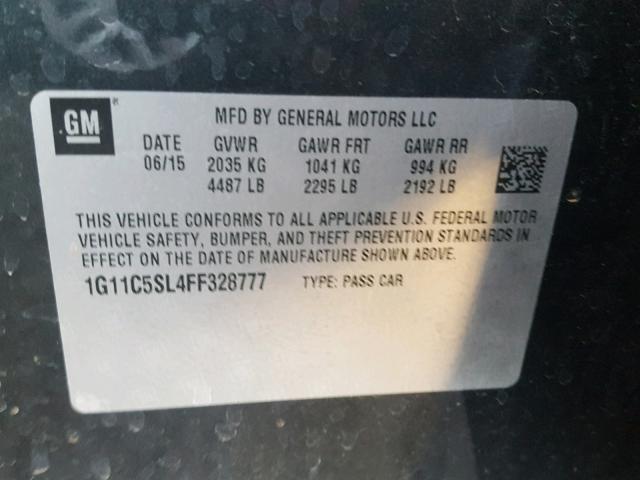 GM
MFD BY GENERAL MOTORS LLC
DATE GVWR GAWR FRT GAWR RR
06/15 2035 KG 1041 KG 994 KG
4487 LB 2295 LB 2192 LB
THIS VEHICLE CONFORMS TO ALL APPLICABLE U.S. FEDERAL MOTOR
VEHICLE SAFETY, BUMPER, AND THEFT PREVENTION STANDARDS IN
EFFECT ON THE DATE OF MANUFACTURE SHOWN ABOVE.
1G11C5SL4FF328777 TYPE: PASS CAR